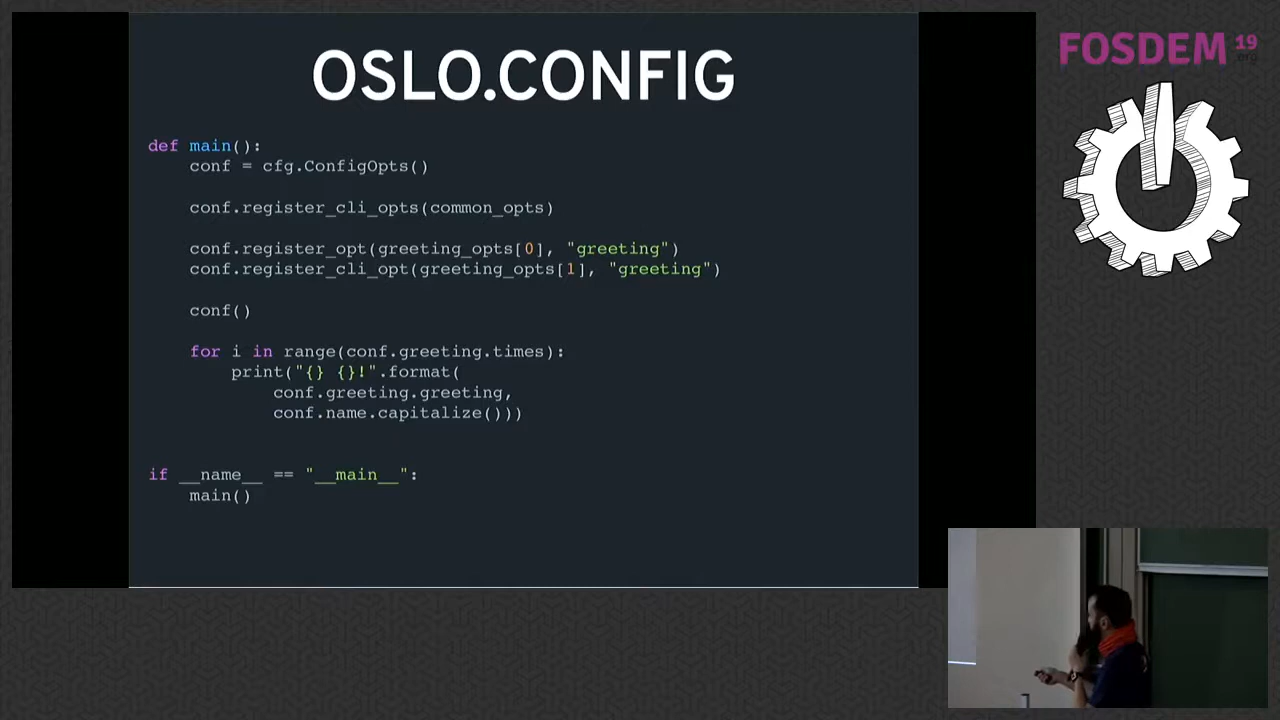 OSLO.CONFIG
def main():
    conf = cfg.ConfigOpts()
    conf.register_cli_opts(common_opts)
    conf.register_opt(greeting_opts[0], "greeting")
    conf.register_cli_opt(greeting_opts[1], "greeting")
    conf()
    for i in range(conf.greeting.times):
        print("{} {}!".format(
            conf.greeting.greeting,
            conf.name.capitalize()))
if __name__ == "__main__":
    main()
FOSDEM 19
.org